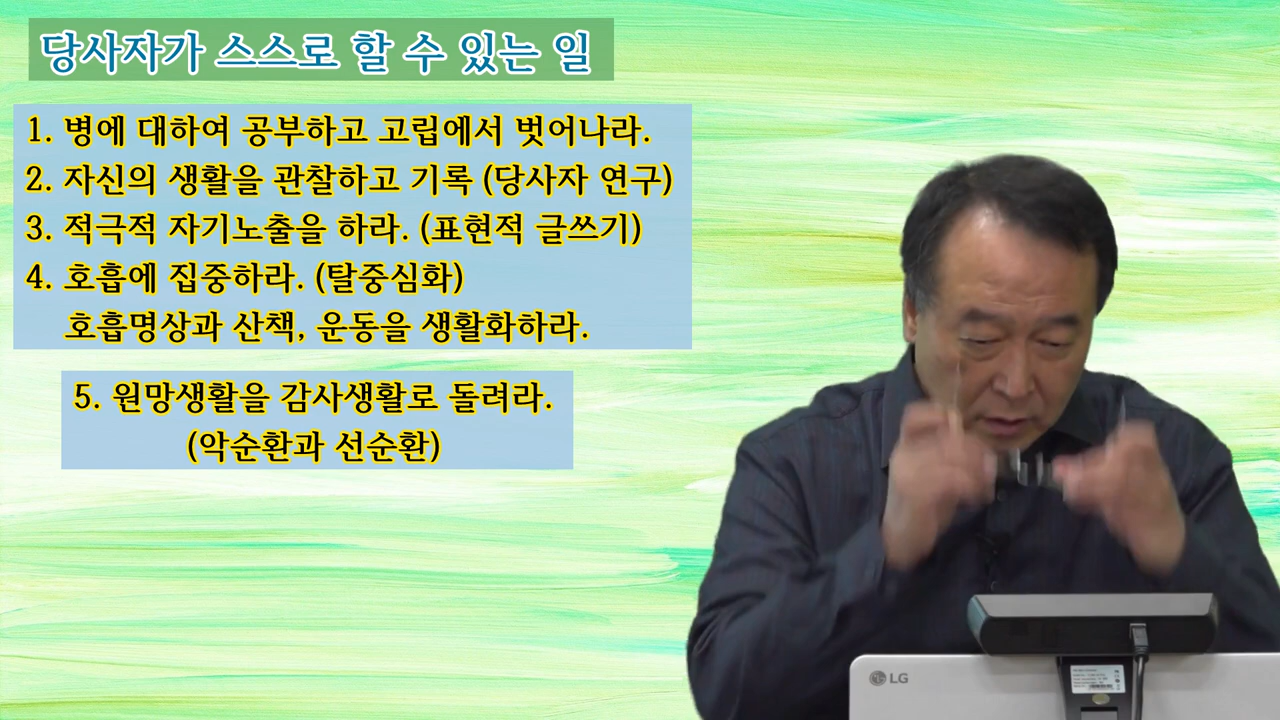 당사자가 스스로 할 수 있는 일
1. 병에 대하여 공부하고 고립에서 벗어나라.
2. 자신의 생활을 관찰하고 기록 (당사자 연구)
3. 적극적 자기노출을 하라. (표현적 글쓰기)
4. 호흡에 집중하라. (탈중심화)
호흡명상과 산책, 운동을 생활화하라.
5. 원망생활을 감사생활로 돌려라.
(악순환과 선순환)
LG